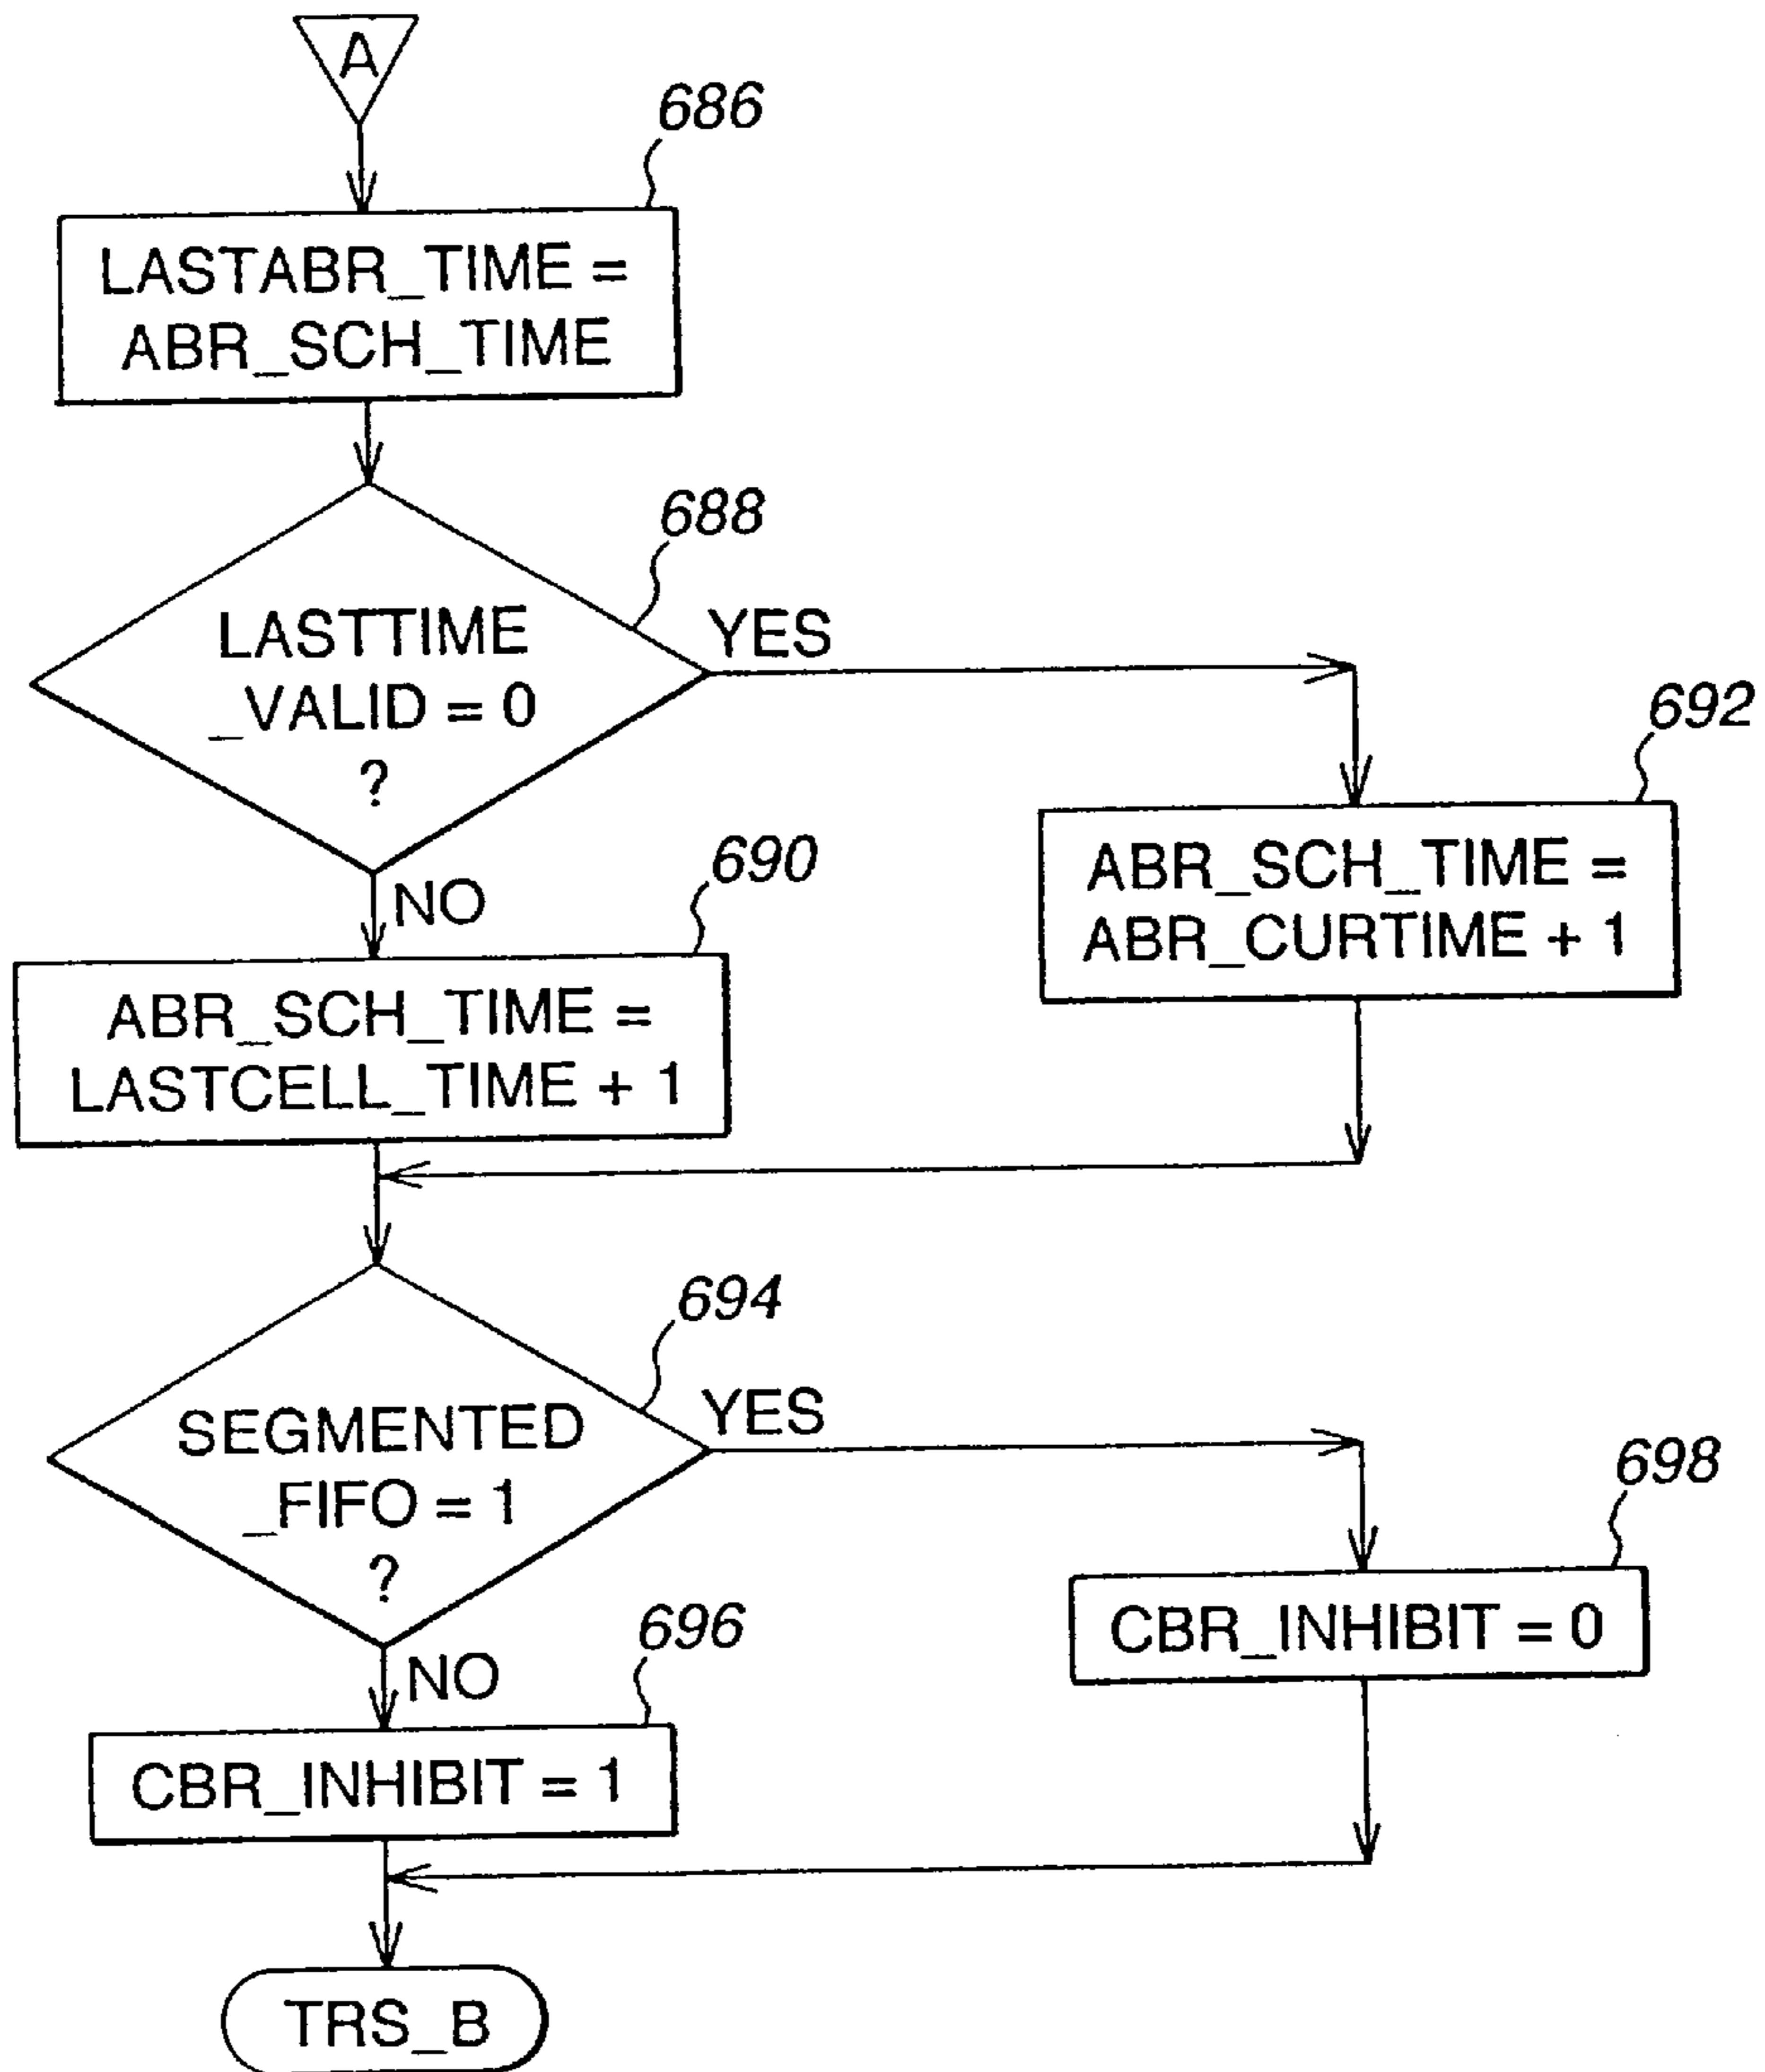 A
686
LASTABR_TIME =
ABR_SCH_TIME
688
LASTTIME
_VALID = 0
?
YES
692
ABR_SCH_TIME =
ABR_CURTIME + 1
NO
690
ABR_SCH_TIME =
LASTCELL_TIME + 1
694
SEGMENTED
_FIFO = 1
?
YES
698
CBR_INHIBIT = 0
NO
696
CBR_INHIBIT = 1
TRS_B